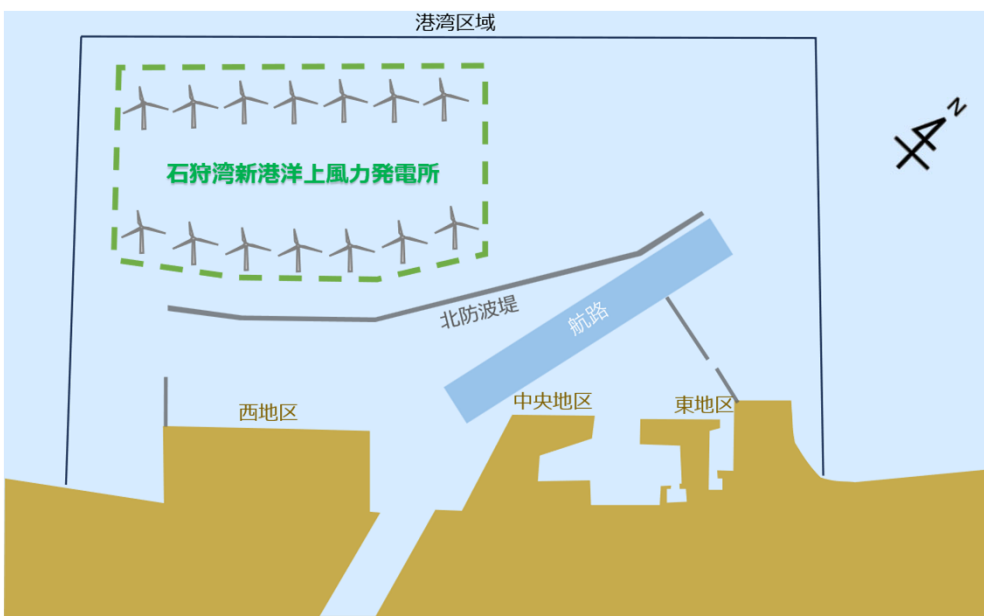 港湾区域
N
石狩湾新港洋上風力発電所
北防波堤
航路
西地区
中央地区
東地区